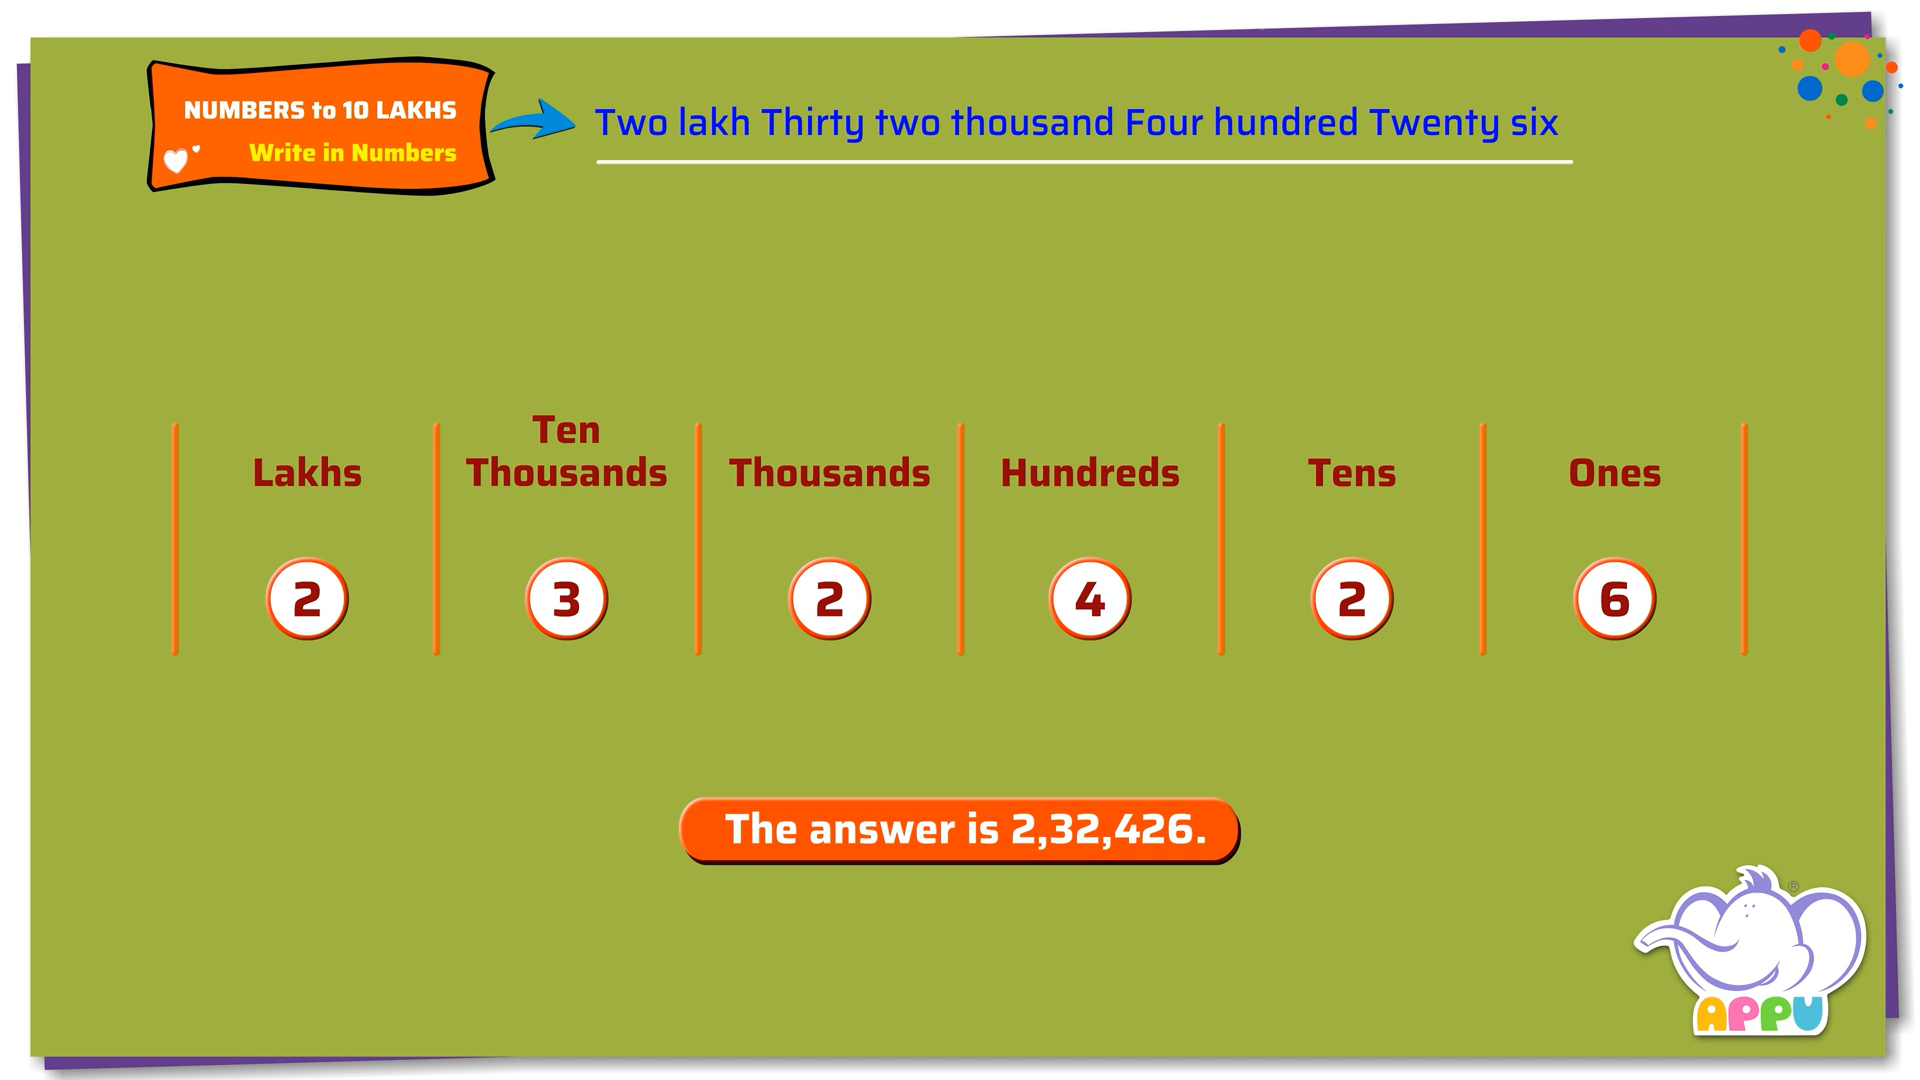 NUMBERS to 10 LAKHS
Write in Numbers
Two lakh Thirty two thousand Four hundred Twenty six
Lakhs
Ten
Thousands
Thousands
Hundreds
Tens
Ones
2
3
2
4
2
6
The answer is 2,32,426.
®
APPU